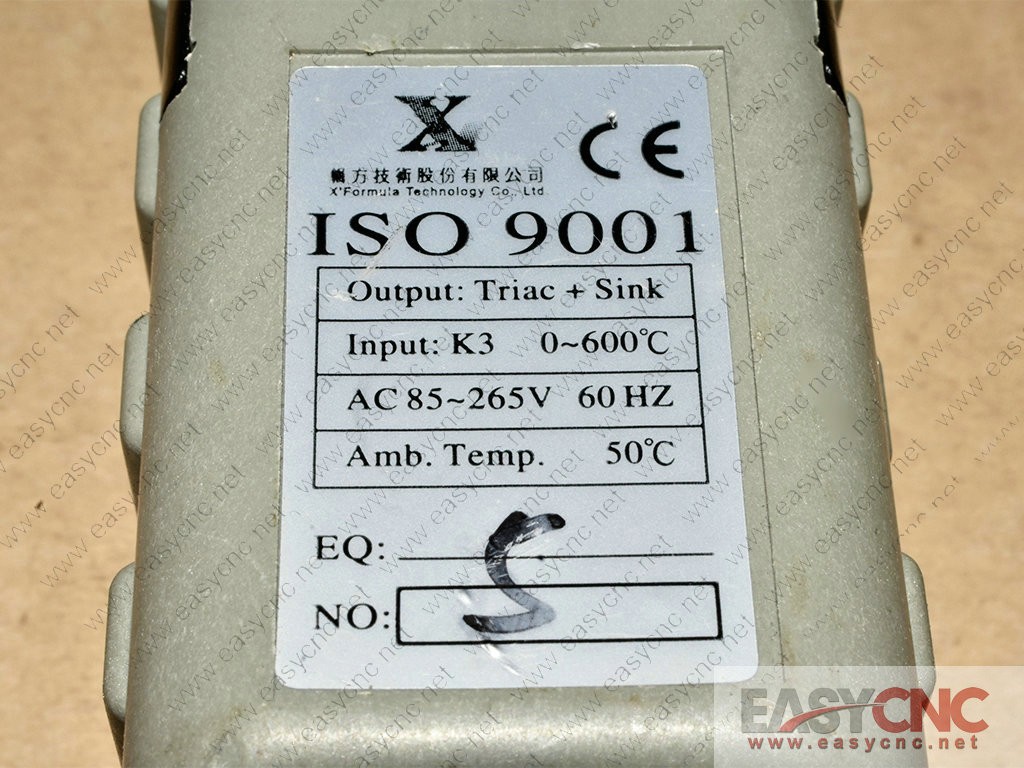 X
CE
方技術股份有限公司
X'Formula Technology Co., Ltd.
ISO 9001
Output: Triac + Sink
Input: K3 0~600℃
AC 85~265V 60 HZ
Amb. Temp. 50℃
EQ:
5
NO:
EASYCNC
www.easycnc.net